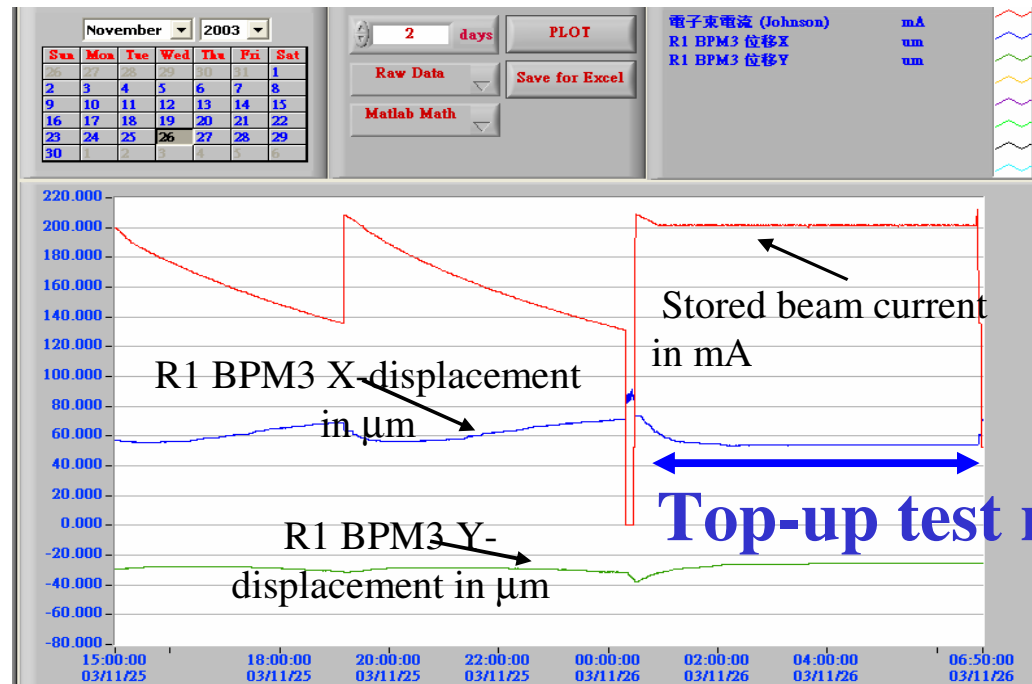 November 2003
Sun Mon Tue Wed Thu Fri Sat
26 27 28 29 30 31 1
2 3 4 5 6 7 8
9 10 11 12 13 14 15
16 17 18 19 20 21 22
23 24 25 26 27 28 29
30 1 2 3 4 5 6
2 days
PLOT
Raw Data
Save for Excel
Matlab Math
電子束電流 (Johnson) mA
R1 BPM3 位移X um
R1 BPM3 位移Y um
220.000
200.000
180.000
160.000
140.000
120.000
100.000
80.000
60.000
40.000
20.000
0.000
-20.000
-40.000
-60.000
-80.000
Stored beam current
in mA
R1 BPM3 X-displacement
in μm
Top-up test
R1 BPM3 Y-
displacement in μm
15:00:00 18:00:00 20:00:00 22:00:00 00:00:00 02:00:00 04:00:00 06:50:00
03/11/25 03/11/25 03/11/25 03/11/25 03/11/26 03/11/26 03/11/26 03/11/26